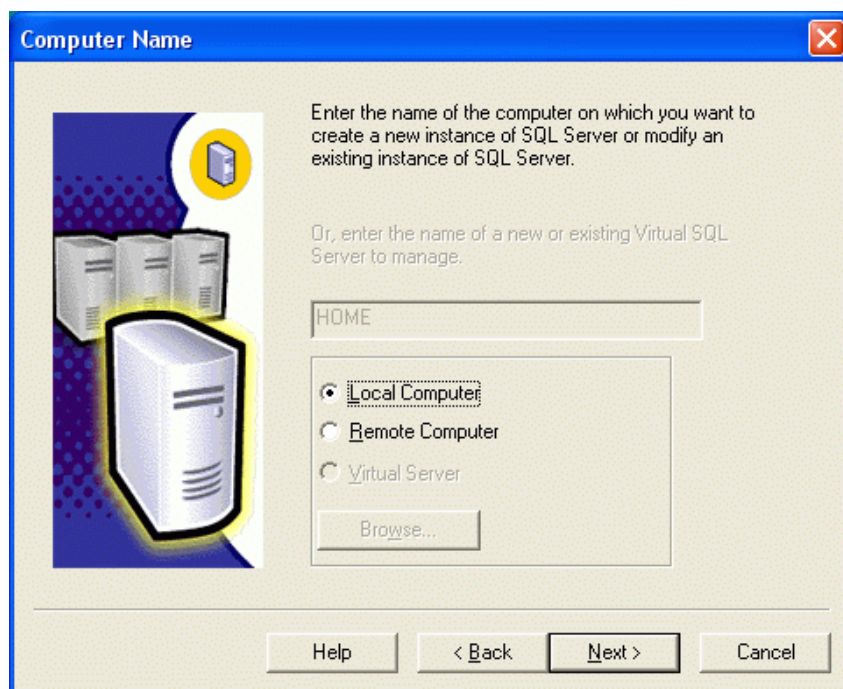 Computer Name
Enter the name of the computer on which you want to
create a new instance of SQL Server or modify an
existing instance of SQL Server.
Or, enter the name of a new or existing Virtual SQL
Server to manage.
HOME
Local Computer
Remote Computer
Virtual Server
Browse...
Help
< Back
Next >
Cancel